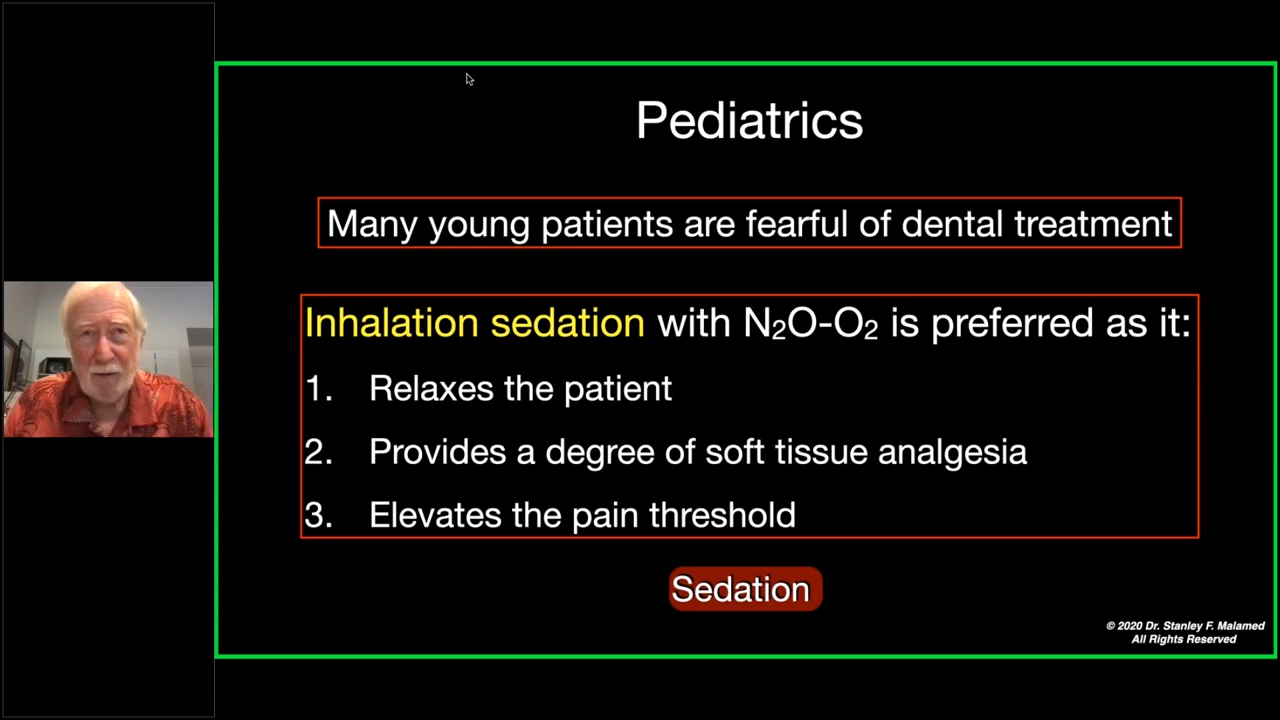 Pediatrics
Many young patients are fearful of dental treatment
Inhalation sedation with N₂O-O₂ is preferred as it:
1. Relaxes the patient
2. Provides a degree of soft tissue analgesia
3. Elevates the pain threshold
Sedation
© 2020 Dr. Stanley F. Malamed
All Rights Reserved